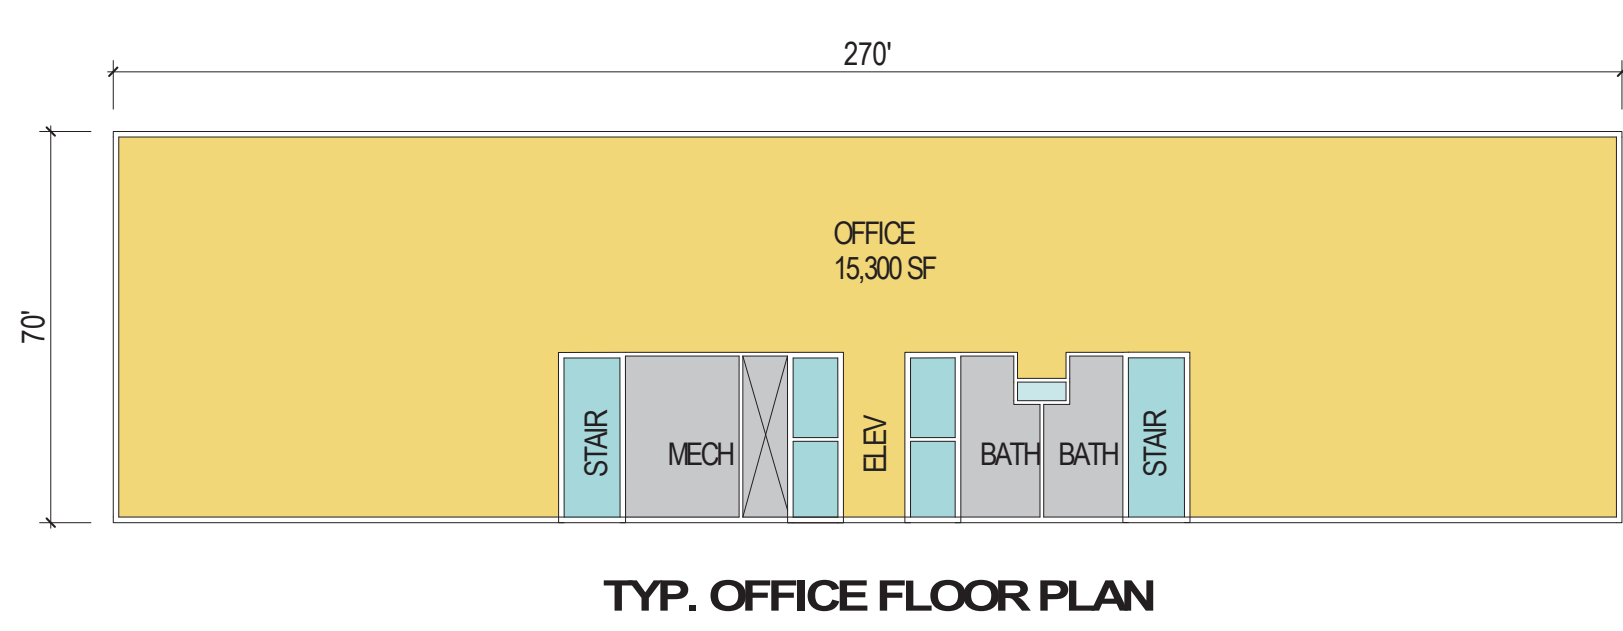 270'
70'
OFFICE
15,300 SF
STAIR
MECH
ELEV
BATH
BATH
STAIR
TYP. OFFICE FLOOR PLAN